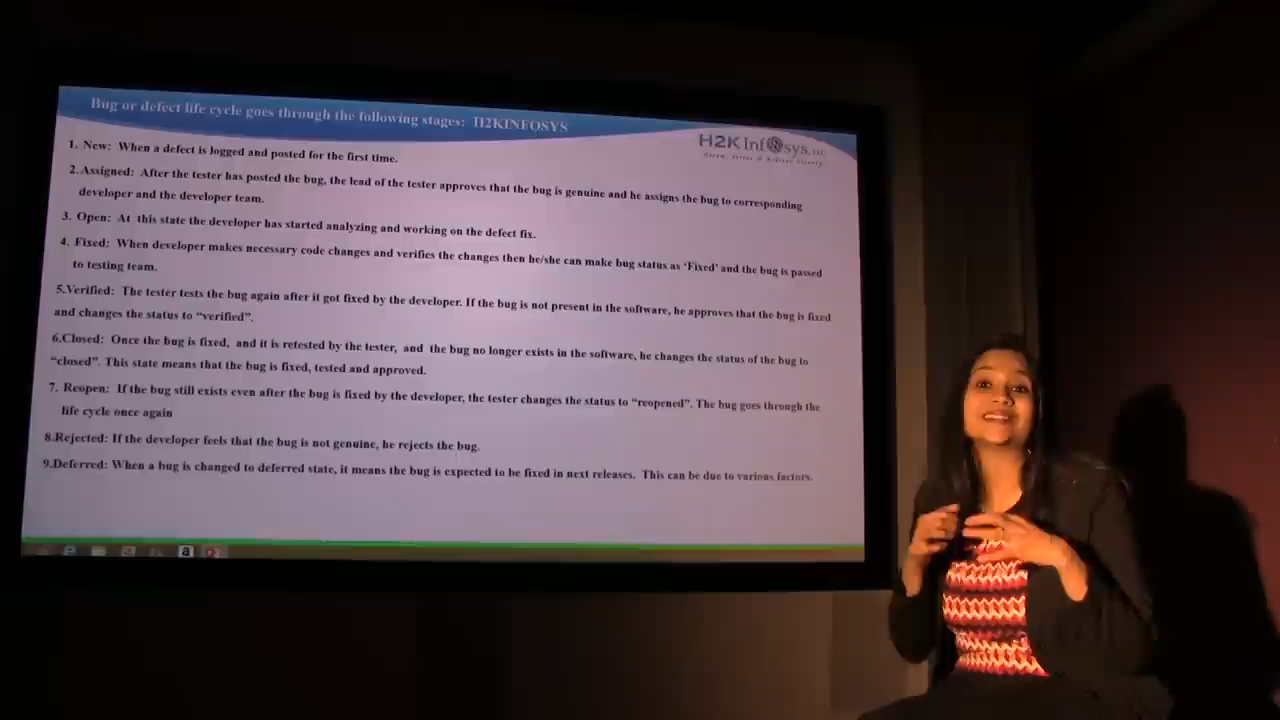 Bug or defect life cycle goes through the following stages: H2KINFOSYS
H2K Infosys, LLC
1. New: When a defect is logged and posted for the first time.
2.Assigned: After the tester has posted the bug, the lead of the tester approves that the bug is genuine and he assigns the bug to corresponding
developer and the developer team.
3. Open: At this state the developer has started analyzing and working on the defect fix.
4. Fixed: When developer makes necessary code changes and verifies the changes then he/she can make bug status as ‘Fixed’ and the bug is passed
to testing team.
5.Verified: The tester tests the bug again after it got fixed by the developer. If the bug is not present in the software, he approves that the bug is fixed
and changes the status to “verified”.
6.Closed: Once the bug is fixed, and it is retested by the tester, and the bug no longer exists in the software, he changes the status of the bug to
“closed”. This state means that the bug is fixed, tested and approved.
7. Reopen: If the bug still exists even after the bug is fixed by the developer, the tester changes the status to “reopened”. The bug goes through the
life cycle once again
8.Rejected: If the developer feels that the bug is not genuine, he rejects the bug.
9.Deferred: When a bug is changed to deferred state, it means the bug is expected to be fixed in next releases. This can be due to various factors.
a